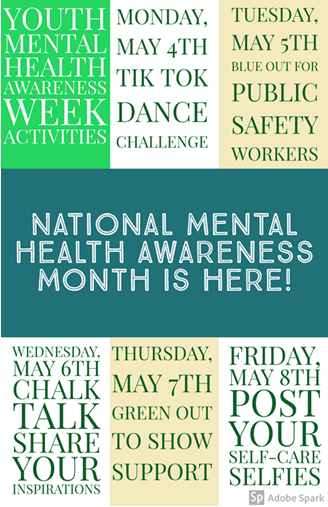 YOUTH
MENTAL
HEALTH
AWARENESS
WEEK
ACTIVITIES
MONDAY,
MAY 4TH
TIK TOK
DANCE
CHALLENGE
TUESDAY,
MAY 5TH
BLUE OUT FOR
PUBLIC
SAFETY
WORKERS
NATIONAL MENTAL
HEALTH AWARENESS
MONTH IS HERE!
WEDNESDAY,
MAY 6TH
CHALK
TALK
SHARE
YOUR
INSPIRATIONS
THURSDAY,
MAY 7TH
GREEN OUT
TO SHOW
SUPPORT
FRIDAY,
MAY 8TH
POST
YOUR
SELF-CARE
SELFIES
Sp Adobe Spark